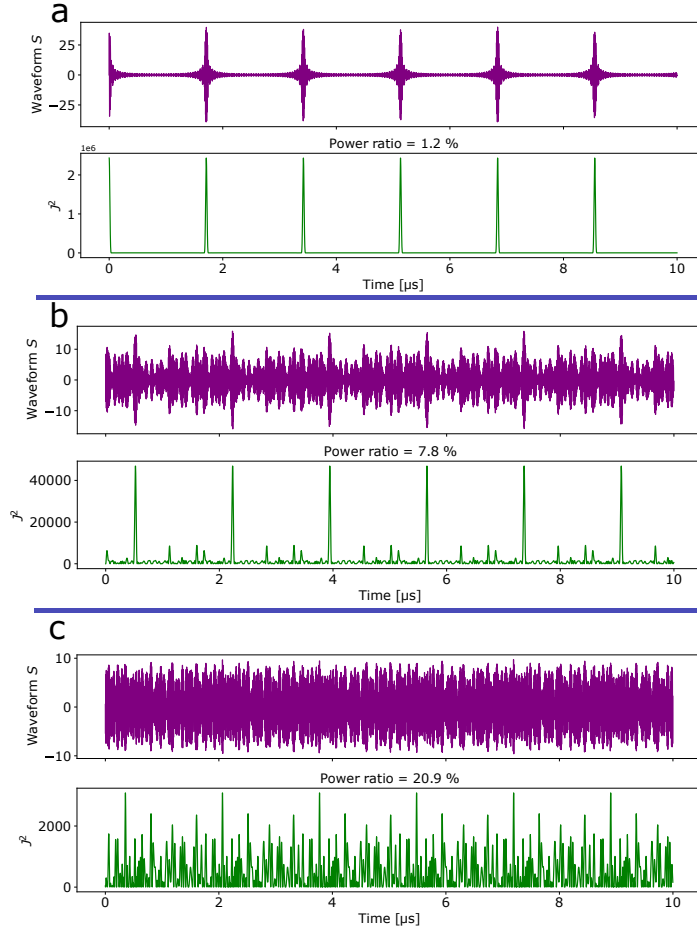 a
Waveform S
25
0
−25
Power ratio = 1.2 %
1e6
𝒥²
2
1
0
0 2 4 6 8 10
Time [µs]
b
Waveform S
10
0
−10
Power ratio = 7.8 %
𝒥²
40000
20000
0
0 2 4 6 8 10
Time [µs]
c
Waveform S
10
0
−10
Power ratio = 20.9 %
𝒥²
2000
0
0 2 4 6 8 10
Time [µs]